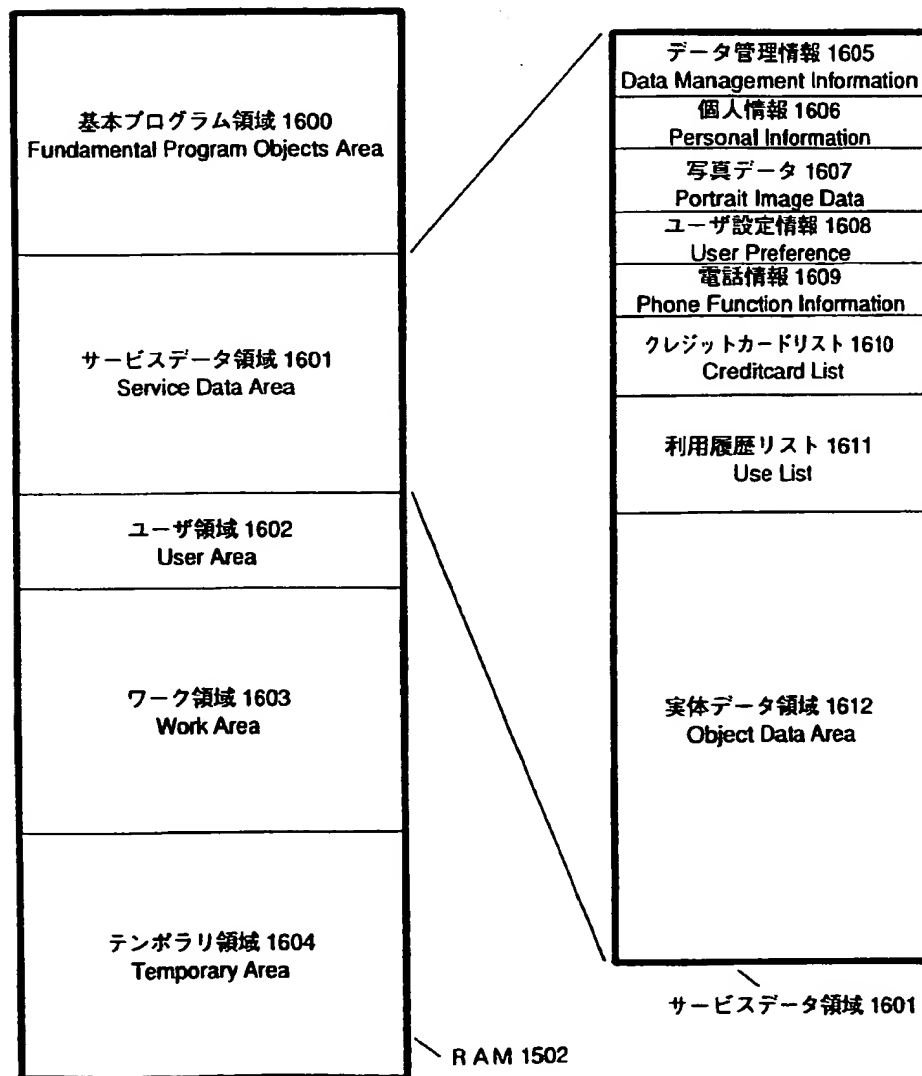 基本プログラム領域 1600
Fundamental Program Objects Area
サービスデータ領域 1601
Service Data Area
ユーザ領域 1602
User Area
ワーク領域 1603
Work Area
テンポラリ領域 1604
Temporary Area
RAM 1502
データ管理情報 1605
Data Management Information
個人情報 1606
Personal Information
写真データ 1607
Portrait Image Data
ユーザ設定情報 1608
User Preference
電話情報 1609
Phone Function Information
クレジットカードリスト 1610
Creditcard List
利用履歴リスト 1611
Use List
実体データ領域 1612
Object Data Area
サービスデータ領域 1601